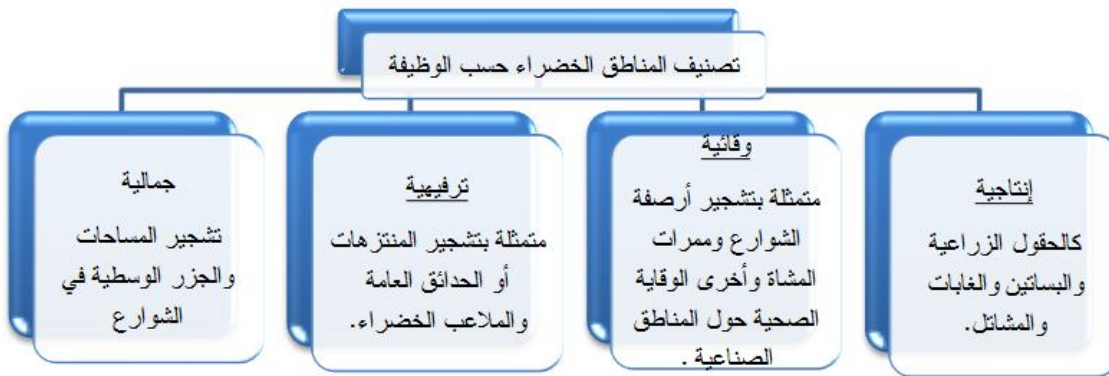 تصنيف المناطق الخضراء حسب الوظيفة
إنتاجية
كالحقول الزراعية
والبساتين والغابات
والمشاتل.
وقائية
متمثلة بتشجير أرصفة
الشوارع وممرات
المشاة وأخرى الوقاية
الصحية حول المناطق
الصناعية .
ترفيهية
متمثلة بتشجير المنتزهات
أو الحدائق العامة
والملاعب الخضراء.
جمالية
تشجير المساحات
والجزر الوسطية في
الشوارع